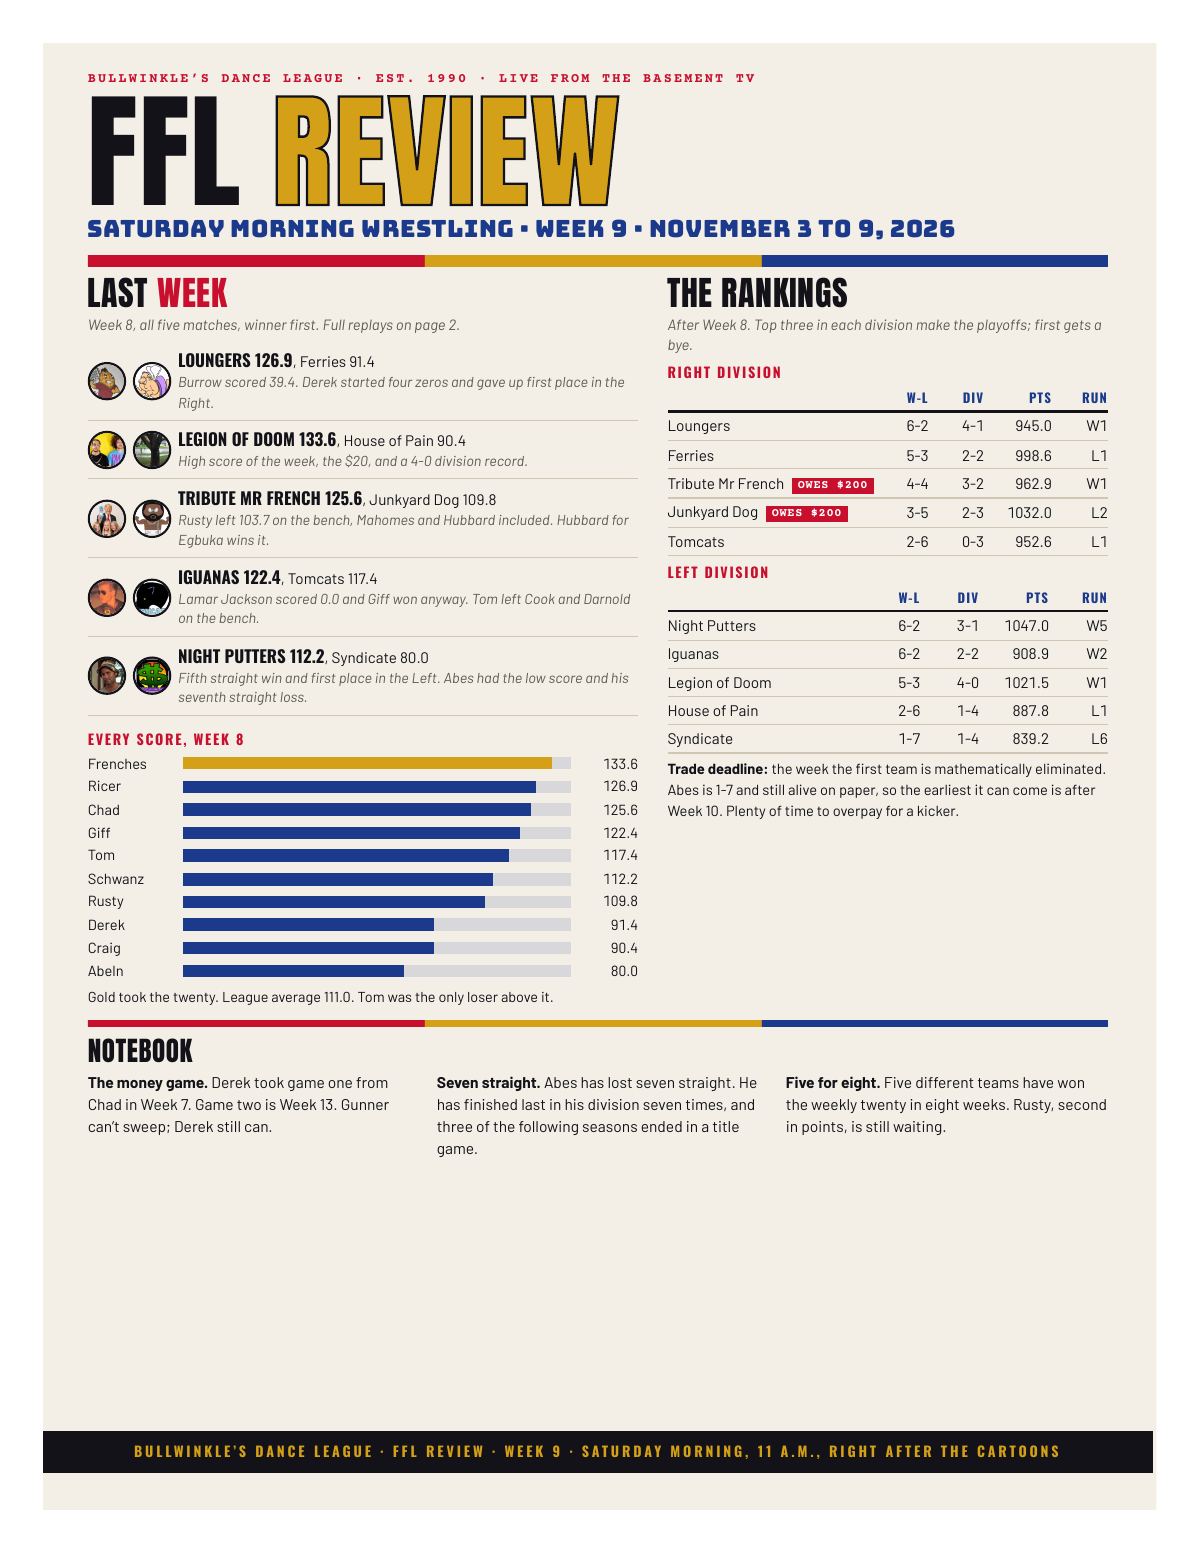 BULLWINKLE’S DANCE LEAGUE · EST. 1990 · LIVE FROM THE BASEMENT TV
FFL REVIEW
SATURDAY MORNING WRESTLING · WEEK 9 · NOVEMBER 3 TO 9, 2026
LAST WEEK
Week 8, all five matches, winner first. Full replays on page 2.
LOUNGERS 126.9, Ferries 91.4
Burrow scored 39.4. Derek started four zeros and gave up first place in the
Right.
LEGION OF DOOM 133.6, House of Pain 90.4
High score of the week, the $20, and a 4-0 division record.
TRIBUTE MR FRENCH 125.6, Junkyard Dog 109.8
Rusty left 103.7 on the bench, Mahomes and Hubbard included. Hubbard for
Egbuka wins it.
IGUANAS 122.4, Tomcats 117.4
Lamar Jackson scored 0.0 and Giff won anyway. Tom left Cook and Darnold
on the bench.
NIGHT PUTTERS 112.2, Syndicate 80.0
Fifth straight win and first place in the Left. Abes had the low score and his
seventh straight loss.
EVERY SCORE, WEEK 8
Frenches 133.6
Ricer 126.9
Chad 125.6
Giff 122.4
Tom 117.4
Schwanz 112.2
Rusty 109.8
Derek 91.4
Craig 90.4
Abeln 80.0
Gold took the twenty. League average 111.0. Tom was the only loser above it.
THE RANKINGS
After Week 8. Top three in each division make the playoffs; first gets a
bye.
RIGHT DIVISION
W-L DIV PTS RUN
Loungers 6-2 4-1 945.0 W1
Ferries 5-3 2-2 998.6 L1
Tribute Mr French OWES $200 4-4 3-2 962.9 W1
Junkyard Dog OWES $200 3-5 2-3 1032.0 L2
Tomcats 2-6 0-3 952.6 L1
LEFT DIVISION
W-L DIV PTS RUN
Night Putters 6-2 3-1 1047.0 W5
Iguanas 6-2 2-2 908.9 W2
Legion of Doom 5-3 4-0 1021.5 W1
House of Pain 2-6 1-4 887.8 L1
Syndicate 1-7 1-4 839.2 L6
Trade deadline: the week the first team is mathematically eliminated.
Abes is 1-7 and still alive on paper, so the earliest it can come is after
Week 10. Plenty of time to overpay for a kicker.
NOTEBOOK
The money game. Derek took game one from
Chad in Week 7. Game two is Week 13. Gunner
can’t sweep; Derek still can.
Seven straight. Abes has lost seven straight. He
has finished last in his division seven times, and
three of the following seasons ended in a title
game.
Five for eight. Five different teams have won
the weekly twenty in eight weeks. Rusty, second
in points, is still waiting.
BULLWINKLE’S DANCE LEAGUE · FFL REVIEW · WEEK 9 · SATURDAY MORNING, 11 A.M., RIGHT AFTER THE CARTOONS